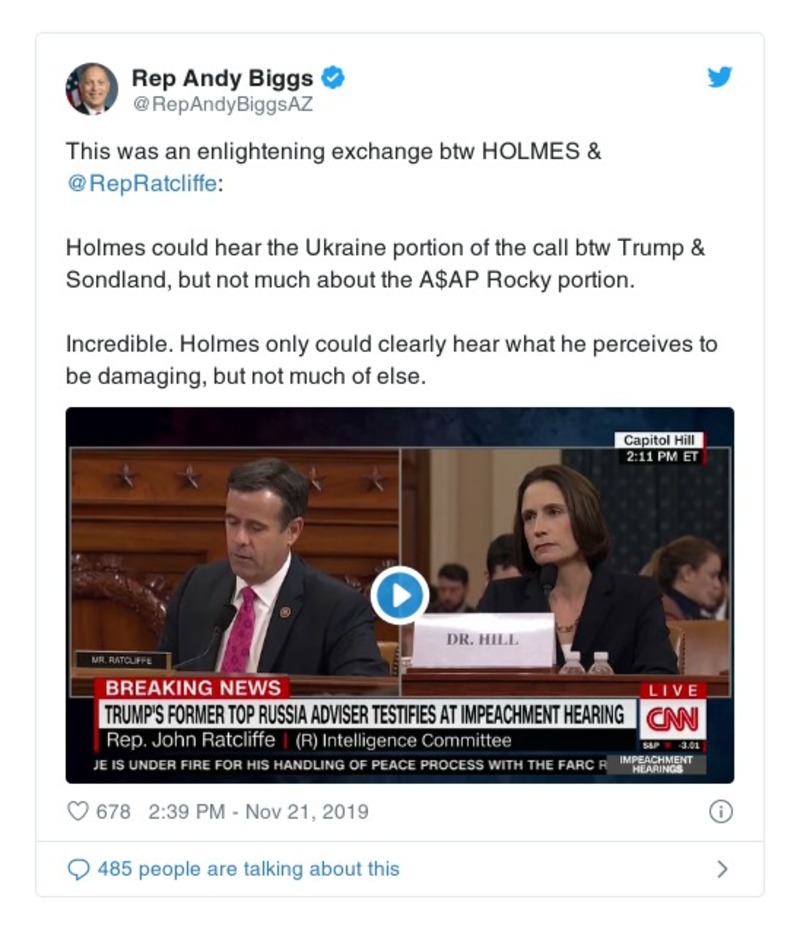 Rep Andy Biggs
@RepAndyBiggsAZ
This was an enlightening exchange btw HOLMES &
@RepRatcliffe:
Holmes could hear the Ukraine portion of the call btw Trump &
Sondland, but not much about the A$AP Rocky portion.
Incredible. Holmes only could clearly hear what he perceives to
be damaging, but not much of else.
Capitol Hill
2:11 PM ET
DR. HILL
MR. RATCLIFFE
BREAKING NEWS
LIVE
TRUMP'S FORMER TOP RUSSIA ADVISER TESTIFIES AT IMPEACHMENT HEARING
CNN
Rep. John Ratcliffe | (R) Intelligence Committee
S&P -3.01
JE IS UNDER FIRE FOR HIS HANDLING OF PEACE PROCESS WITH THE FARC R
IMPEACHMENT
HEARINGS
678 2:39 PM - Nov 21, 2019
485 people are talking about this